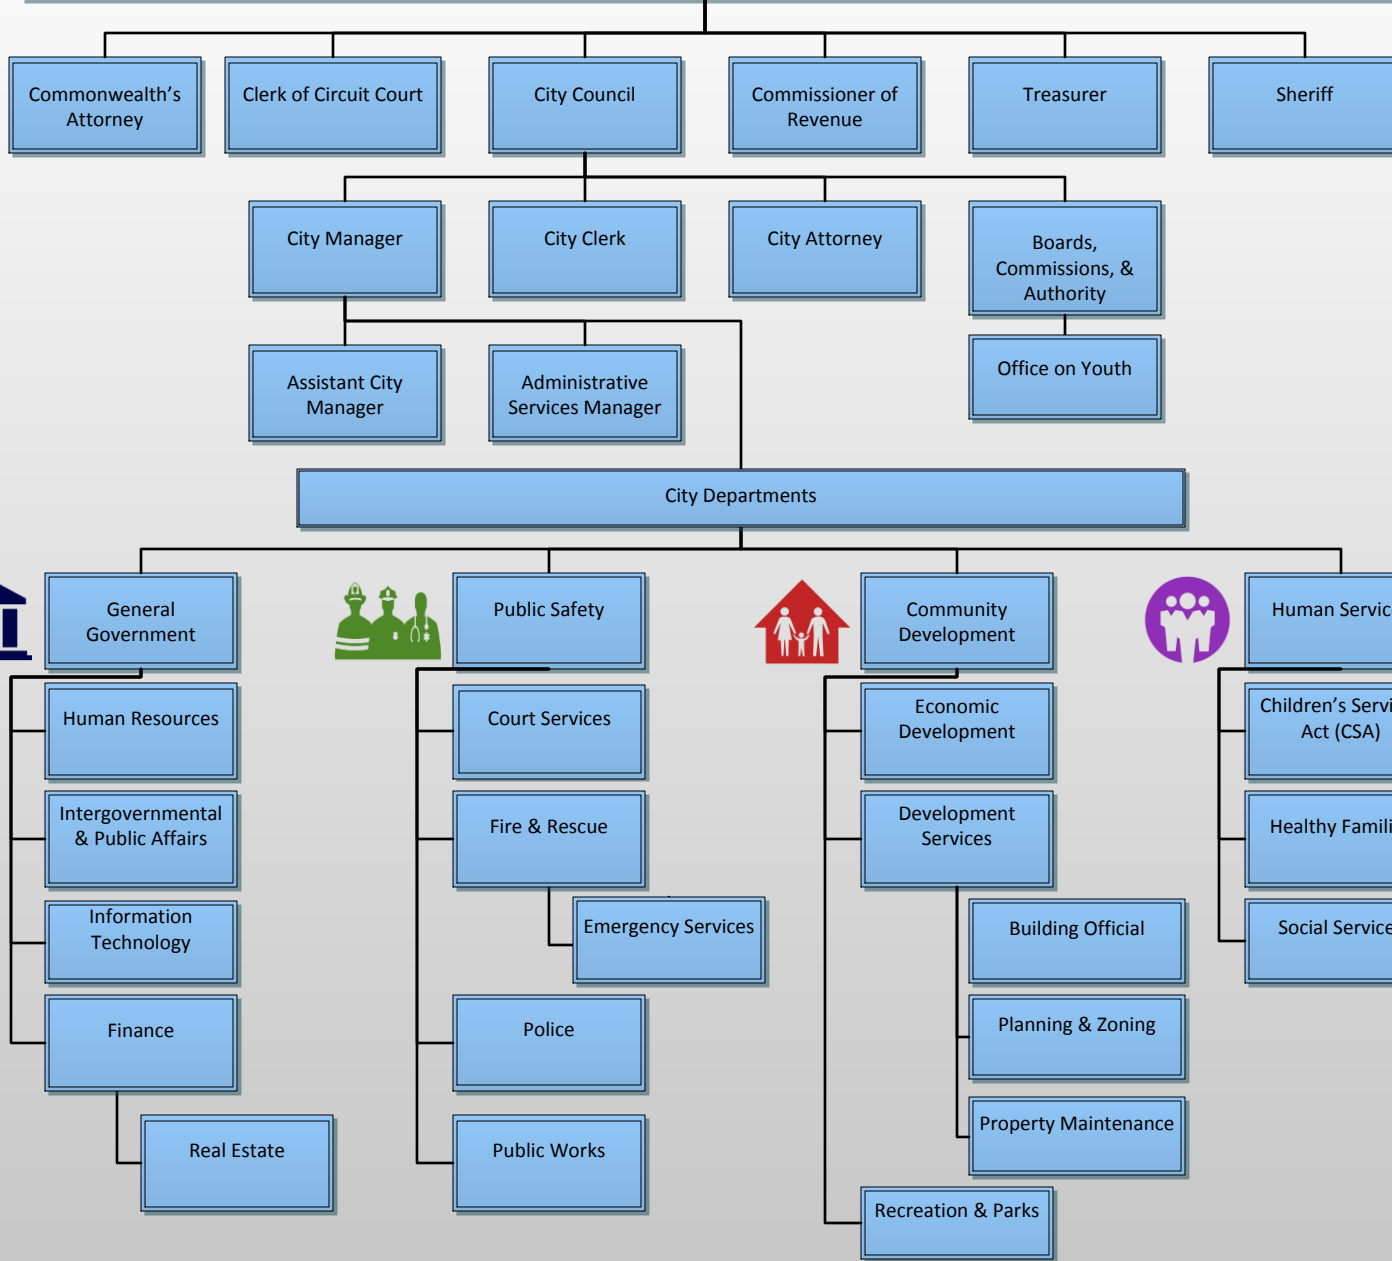 Commonwealth's
Attorney
Clerk of Circuit Court
City Council
Commissioner of
Revenue
Treasurer
Sheriff
City Manager
City Clerk
City Attorney
Boards,
Commissions, &
Authority
Assistant City
Manager
Administrative
Services Manager
Office on Youth
City Departments
General
Government
Human Resources
Intergovernmental
& Public Affairs
Information
Technology
Finance
Real Estate
Public Safety
Court Services
Fire & Rescue
Emergency Services
Police
Public Works
Community
Development
Economic
Development
Development
Services
Building Official
Planning & Zoning
Property Maintenance
Recreation & Parks
Human
Children's
Act (CSA)
Healthy
Social